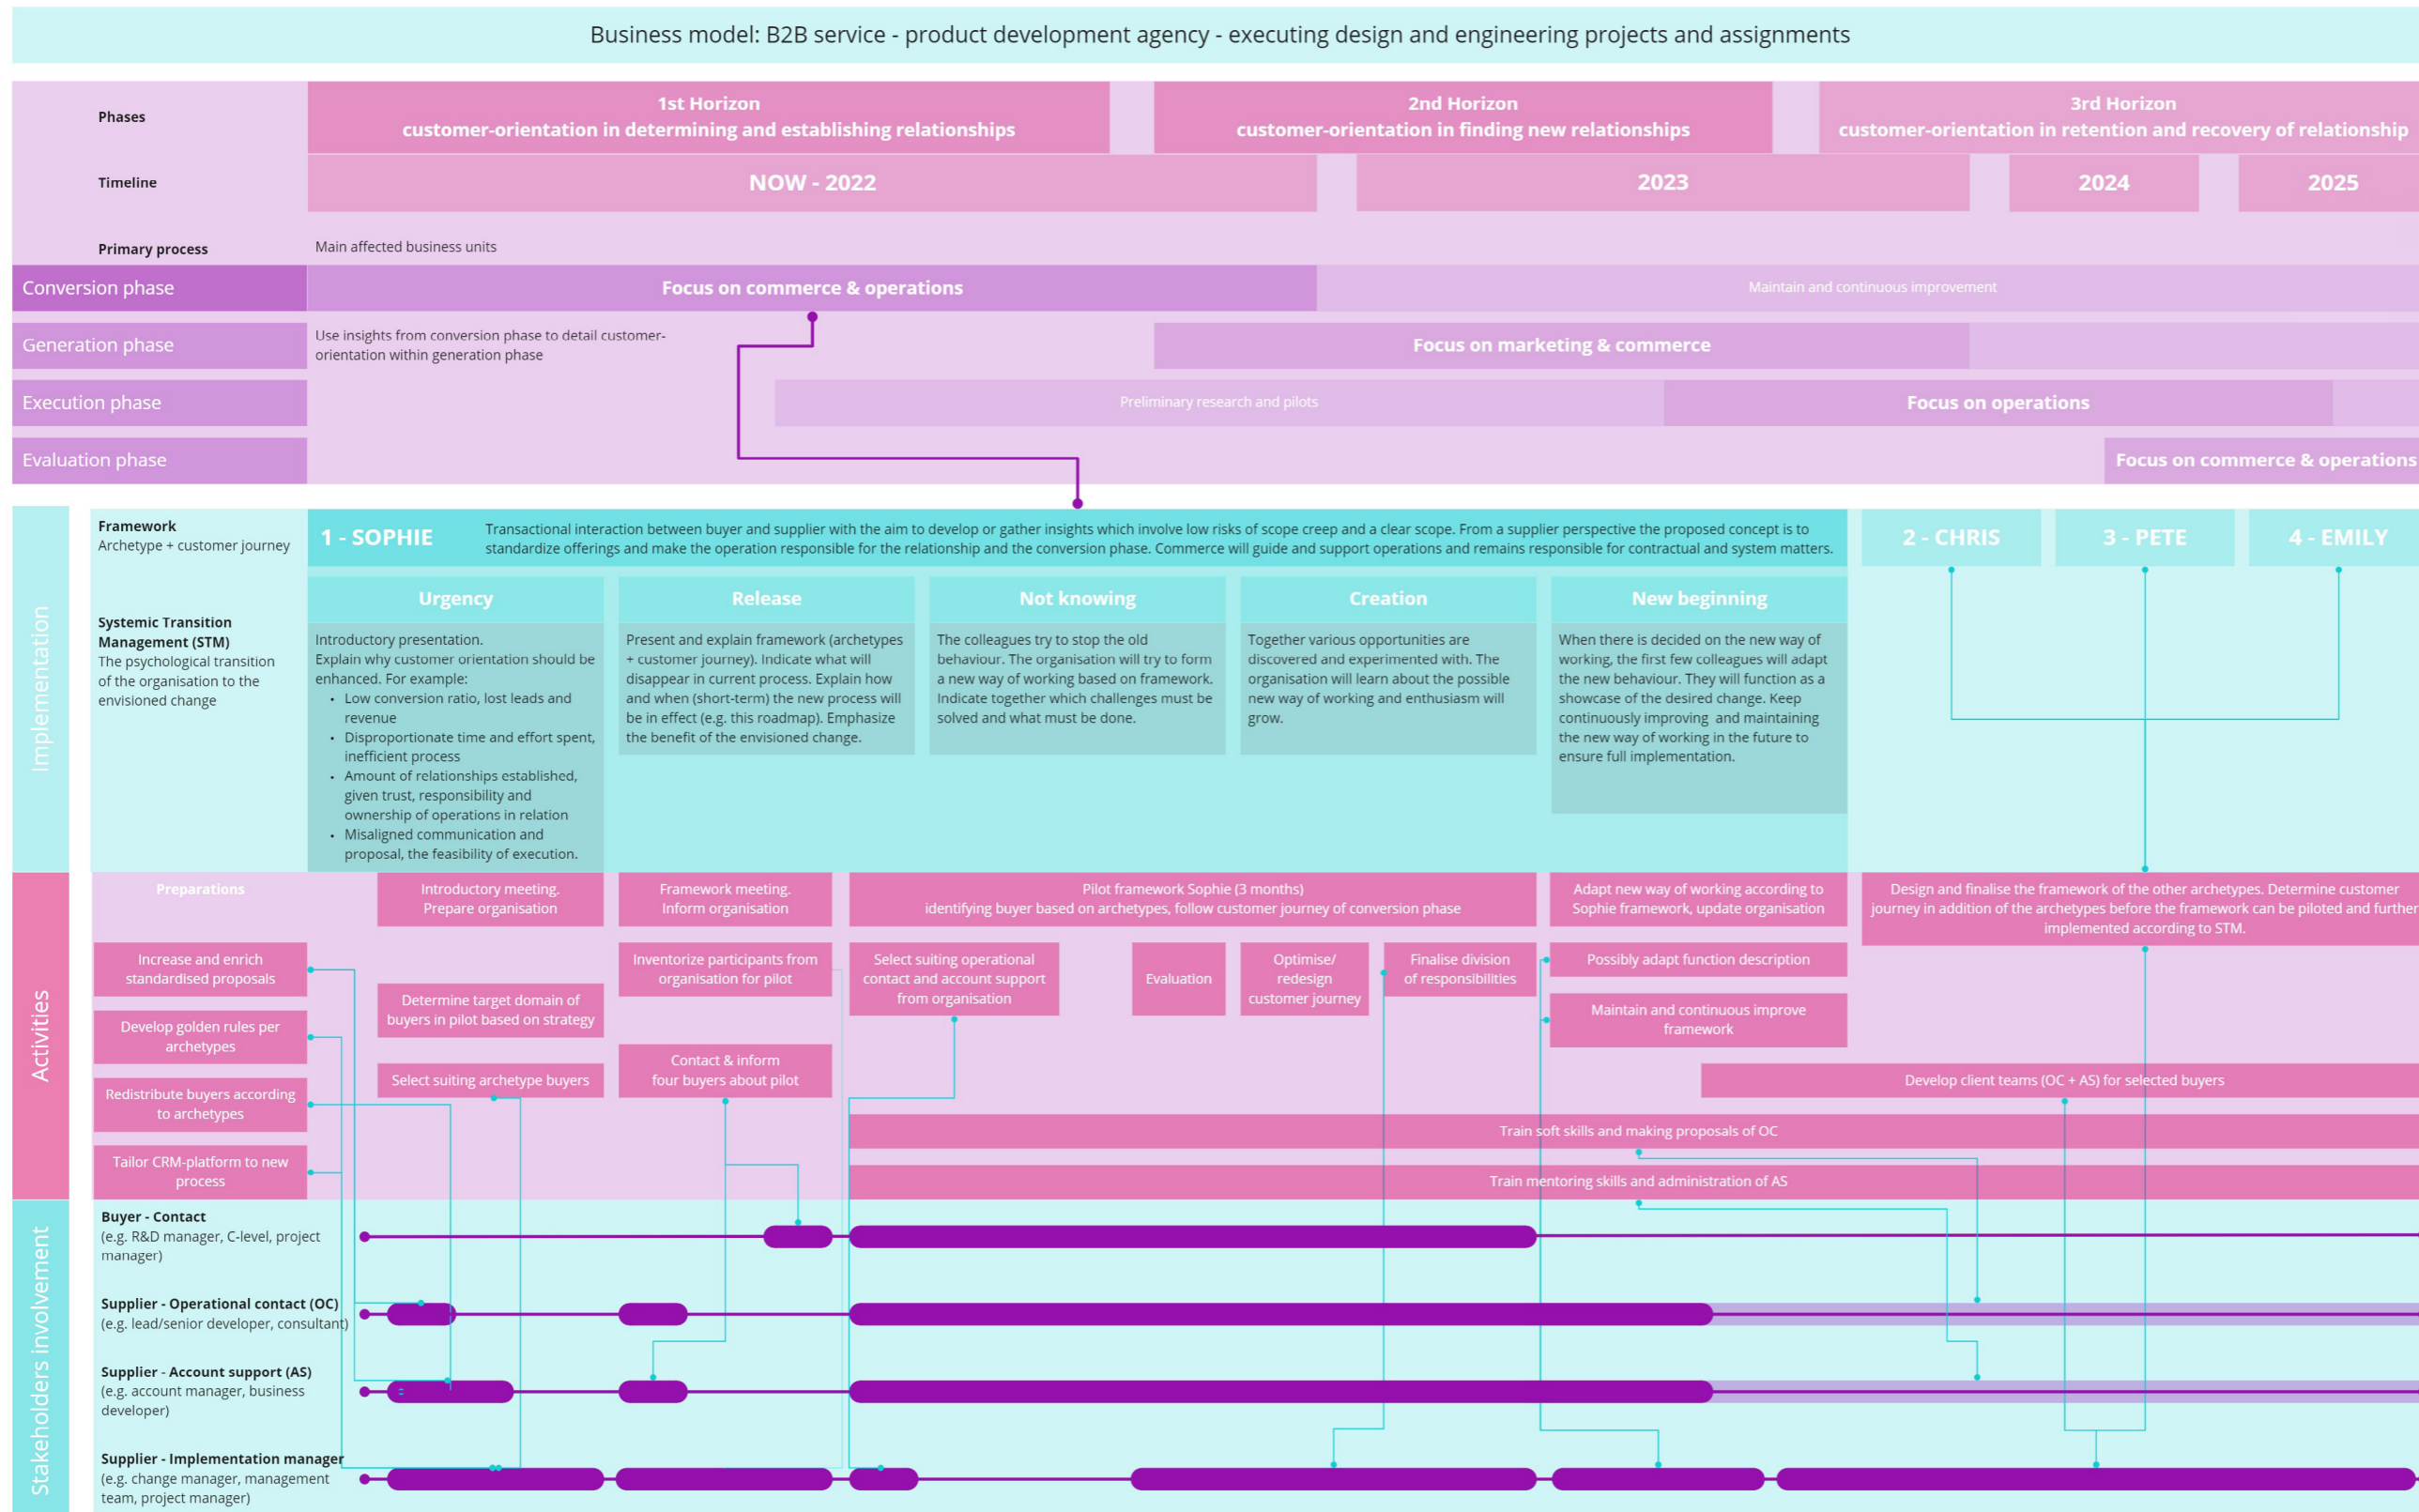 Business model: B2B service - product development agency - executing design and engineering projects and assignments
Phases
1st Horizon
customer-orientation in determining and establishing relationships
2nd Horizon
customer-orientation in finding new relationships
3rd Horizon
customer-orientation in retention and recovery of relationship
Timeline
NOW - 2022
2023
2024
2025
Primary process
Main affected business units
Conversion phase
Focus on commerce & operations
Maintain and continuous improvement
Generation phase
Use insights from conversion phase to detail customer-
orientation within generation phase
Focus on marketing & commerce
Execution phase
Preliminary research and pilots
Focus on operations
Evaluation phase
Focus on commerce & operations
Implementation
Framework
Archetype + customer journey
1 - SOPHIE
Transactional interaction between buyer and supplier with the aim to develop or gather insights which involve low risks of scope creep and a clear scope. From a supplier perspective the proposed concept is to
standardize offerings and make the operation responsible for the relationship and the conversion phase. Commerce will guide and support operations and remains responsible for contractual and system matters.
2 - CHRIS
3 - PETE
4 - EMILY
Systemic Transition
Management (STM)
The psychological transition
of the organisation to the
envisioned change
Urgency
Introductory presentation.
Explain why customer orientation should be
enhanced. For example:
• Low conversion ratio, lost leads and
revenue
• Disproportionate time and effort spent,
inefficient process
• Amount of relationships established,
given trust, responsibility and
ownership of operations in relation
• Misaligned communication and
proposal, the feasibility of execution.
Release
Present and explain framework (archetypes
+ customer journey). Indicate what will
disappear in current process. Explain how
and when (short-term) the new process will
be in effect (e.g. this roadmap). Emphasize
the benefit of the envisioned change.
Not knowing
The colleagues try to stop the old
behaviour. The organisation will try to form
a new way of working based on framework.
Indicate together which challenges must be
solved and what must be done.
Creation
Together various opportunities are
discovered and experimented with. The
organisation will learn about the possible
new way of working and enthusiasm will
grow.
New beginning
When there is decided on the new way of
working, the first few colleagues will adapt
the new behaviour. They will function as a
showcase of the desired change. Keep
continuously improving and maintaining
the new way of working in the future to
ensure full implementation.
Activities
Preparations
Increase and enrich
standardised proposals
Develop golden rules per
archetypes
Redistribute buyers according
to archetypes
Tailor CRM-platform to new
process
Introductory meeting.
Prepare organisation
Determine target domain of
buyers in pilot based on strategy
Select suiting archetype buyers
Framework meeting.
Inform organisation
Inventorize participants from
organisation for pilot
Contact & inform
four buyers about pilot
Pilot framework Sophie (3 months)
identifying buyer based on archetypes, follow customer journey of conversion phase
Select suiting operational
contact and account support
from organisation
Evaluation
Optimise/
redesign
customer journey
Finalise division
of responsibilities
Adapt new way of working according to
Sophie framework, update organisation
Possibly adapt function description
Maintain and continuous improve
framework
Design and finalise the framework of the other archetypes. Determine customer
journey in addition of the archetypes before the framework can be piloted and further
implemented according to STM.
Develop client teams (OC + AS) for selected buyers
Train soft skills and making proposals of OC
Train mentoring skills and administration of AS
Stakeholders involvement
Buyer - Contact
(e.g. R&D manager, C-level, project
manager)
Supplier - Operational contact (OC)
(e.g. lead/senior developer, consultant)
Supplier - Account support (AS)
(e.g. account manager, business
developer)
Supplier - Implementation manager
(e.g. change manager, management
team, project manager)